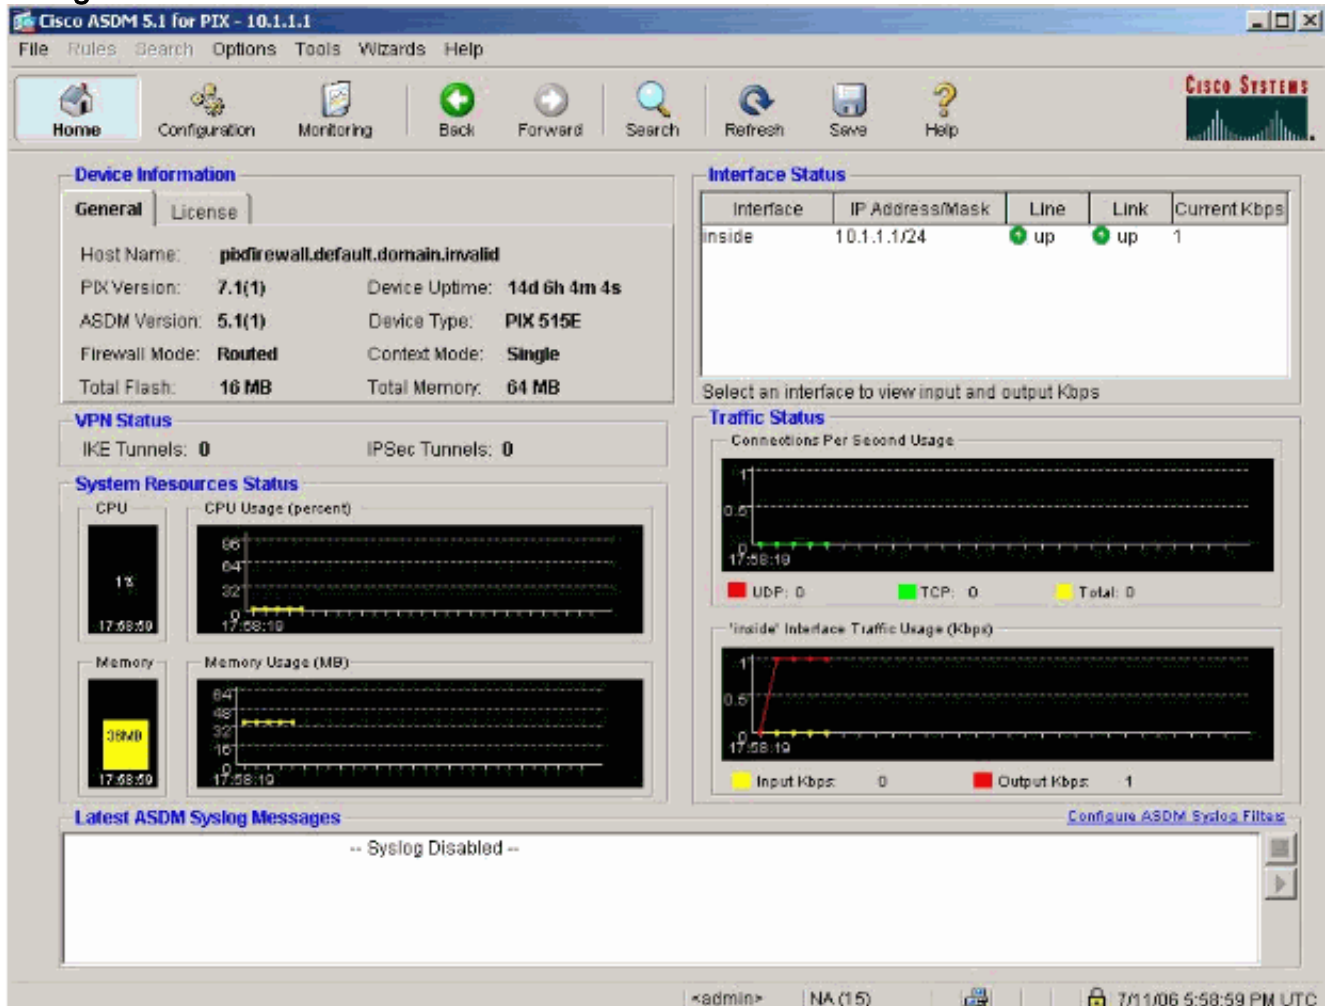 Cisco ASDM 5.1 for PIX - 10.1.1.1
File Rules Search Options Tools Wizards Help
Home Configuration Monitoring Back Forward Search Refresh Save Help
CISCO SYSTEMS
Device Information
General License
Host Name: pixfirewall.default.domain.invalid
PIX Version: 7.1(1) Device Uptime: 14d 6h 4m 4s
ASDM Version: 5.1(1) Device Type: PIX 515E
Firewall Mode: Routed Context Mode: Single
Total Flash: 16 MB Total Memory: 64 MB
Interface Status
Interface IP Address/Mask Line Link Current Kbps
inside 10.1.1.1/24 up up 1
Select an interface to view input and output Kbps
VPN Status
IKE Tunnels: 0 IPSec Tunnels: 0
System Resources Status
CPU
1%
17:58:59
CPU Usage (percent)
96
64
32
0
17:58:19
Memory
36MB
17:58:59
Memory Usage (MB)
64
48
32
16
0
17:58:19
Traffic Status
Connections Per Second Usage
1
0.5
0
17:58:19
UDP: 0 TCP: 0 Total: 0
'inside' Interface Traffic Usage (Kbps)
1
0.5
0
17:58:19
Input Kbps: 0 Output Kbps: 1
Latest ASDM Syslog Messages Configure ASDM Syslog Filters
-- Syslog Disabled --
<admin> NA (15) 7/11/06 5:58:59 PM UTC